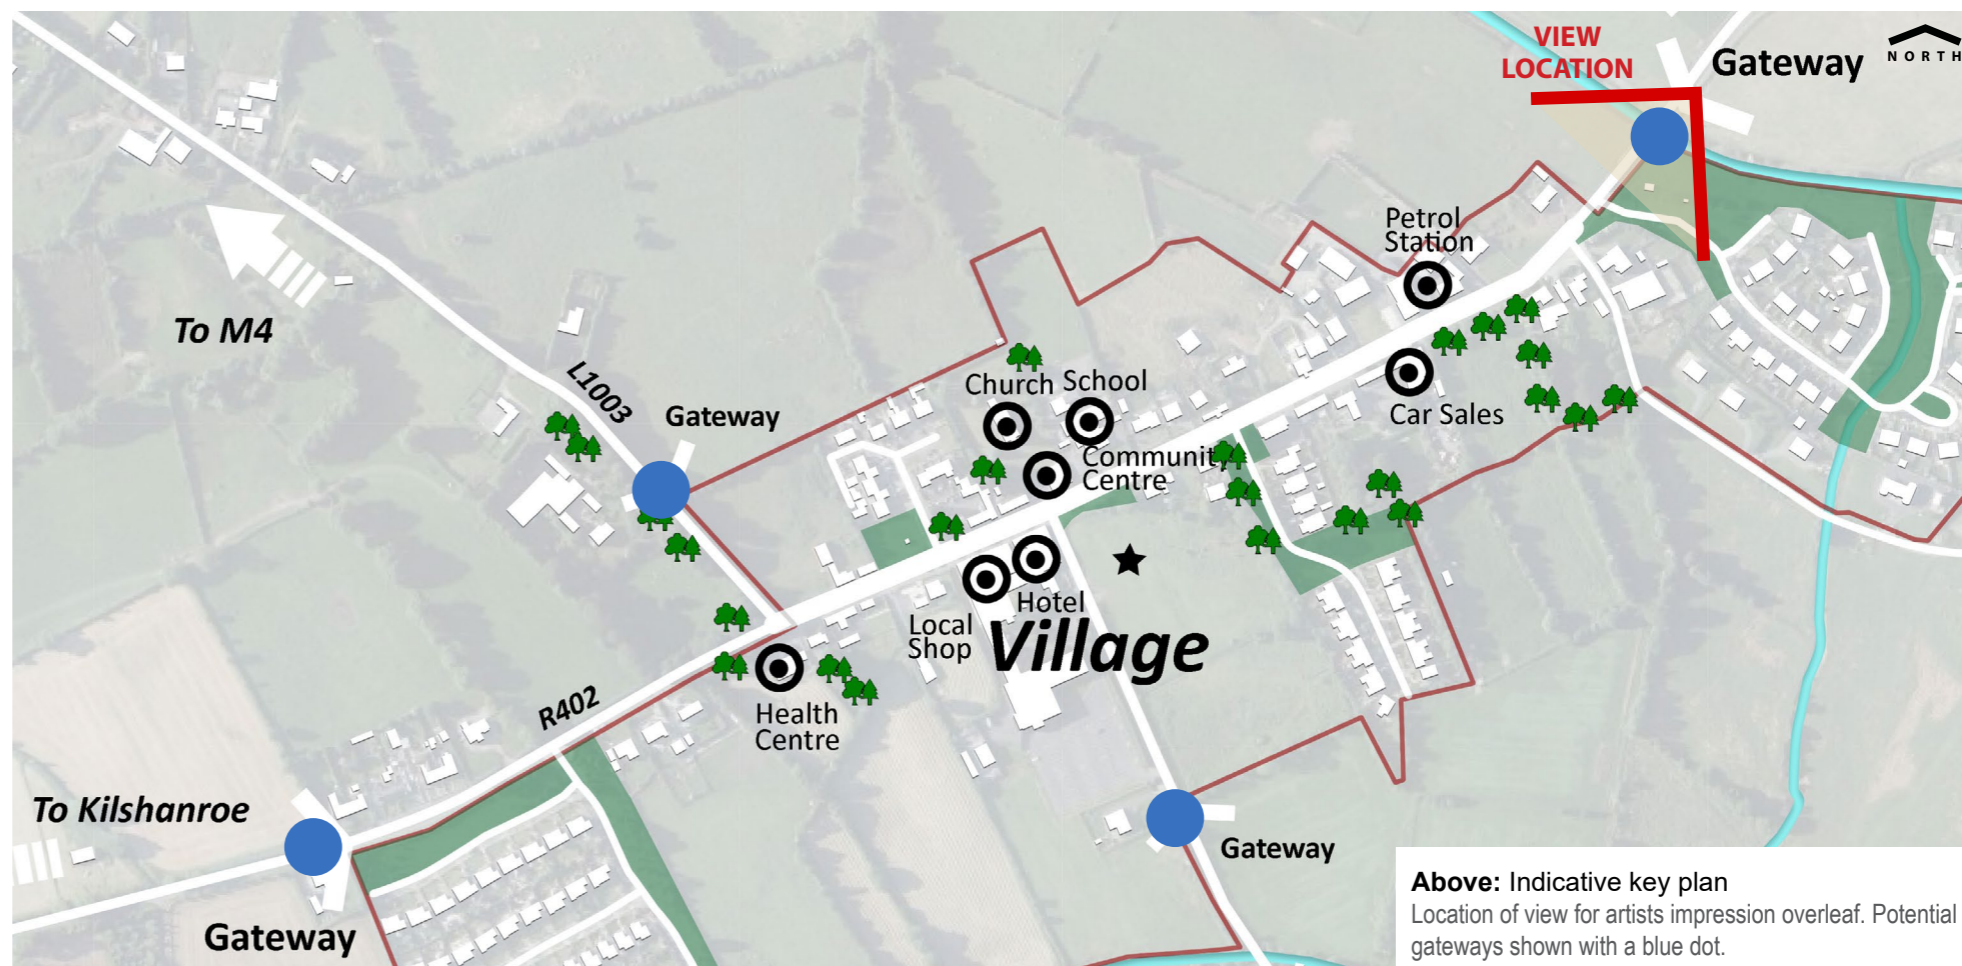 VIEW
LOCATION
Gateway
NORTH
Petrol
Station
To M4
L1003
Gateway
Church
School
Car Sales
Community
Centre
Hotel
Local
Shop
Village
R402
Health
Centre
To Kilshanroe
Gateway
Gateway
Above: Indicative key plan
Location of view for artists impression overleaf. Potential
gateways shown with a blue dot.